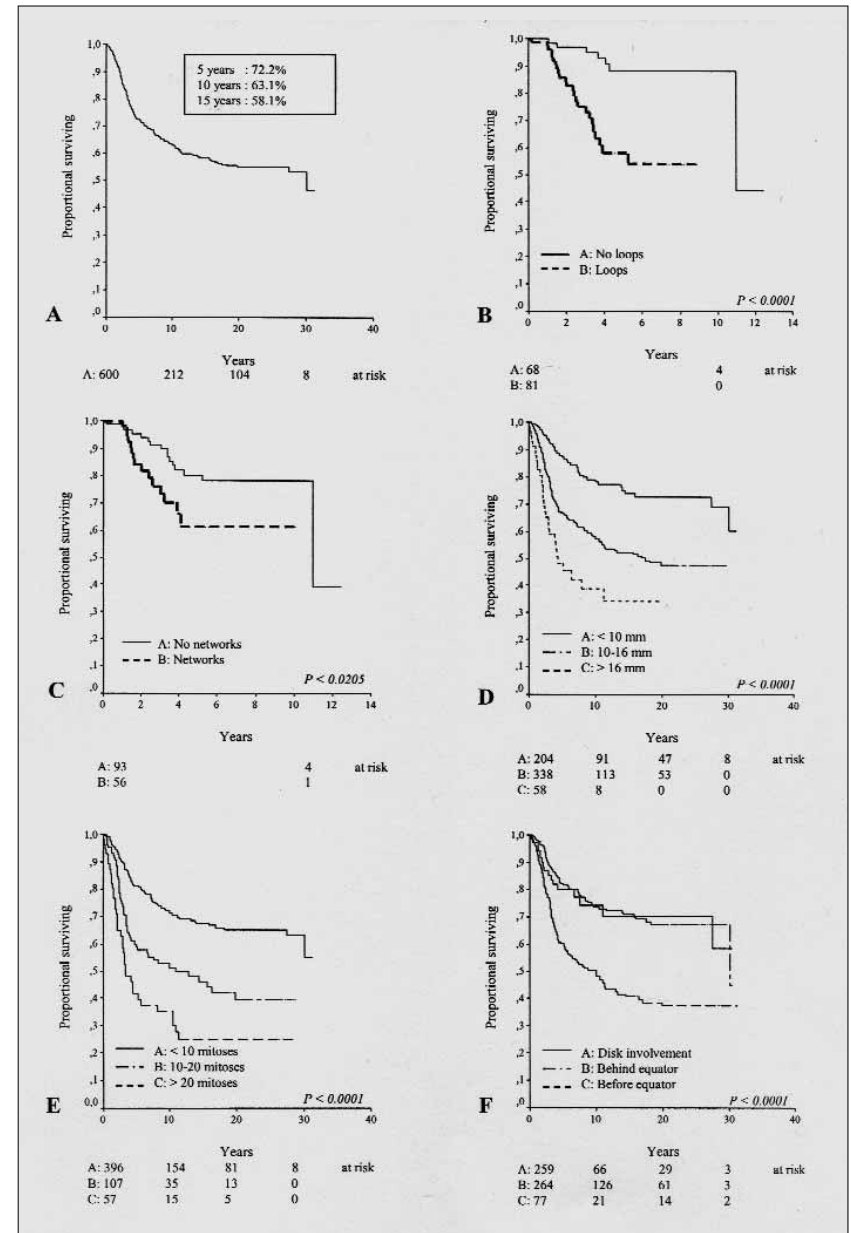 1,0
,9
,8
,7
,6
,5
,4
,3
,2
,1
,0
5 years : 72.2%
10 years : 63.1%
15 years : 58.1%
Proportional surviving
A
0 10 20 30 40
Years
A: 600 212 104 8 at risk
1,0
,9
,8
,7
,6
,5
,4
,3
,2
,1
,0
Proportional surviving
A: No loops
B: Loops
P < 0.0001
B
0 2 4 6 8 10 12 14
Years
A: 68 4 at risk
B: 81 0
1,0
,9
,8
,7
,6
,5
,4
,3
,2
,1
,0
Proportional surviving
A: No networks
B: Networks
P < 0.0205
C
0 2 4 6 8 10 12 14
Years
A: 93 4 at risk
B: 56 1
1,0
,9
,8
,7
,6
,5
,4
,3
,2
,1
,0
Proportional surviving
A: < 10 mm
B: 10-16 mm
C: > 16 mm
P < 0.0001
D
0 10 20 30 40
Years
A: 204 91 47 8 at risk
B: 338 113 53 0
C: 58 8 0 0
1,0
,9
,8
,7
,6
,5
,4
,3
,2
,1
0,0
Proportional surviving
A: < 10 mitoses
B: 10-20 mitoses
C: > 20 mitoses
P < 0.0001
E
0 10 20 30 40
Years
A: 396 154 81 8 at risk
B: 107 35 13 0
C: 57 15 5 0
1,0
,9
,8
,7
,6
,5
,4
,3
,2
,1
,0
Proportional surviving
A: Disk involvement
B: Behind equator
C: Before equator
P < 0.0001
F
0 10 20 30 40
Years
A: 259 66 29 3 at risk
B: 264 126 61 3
C: 77 21 14 2